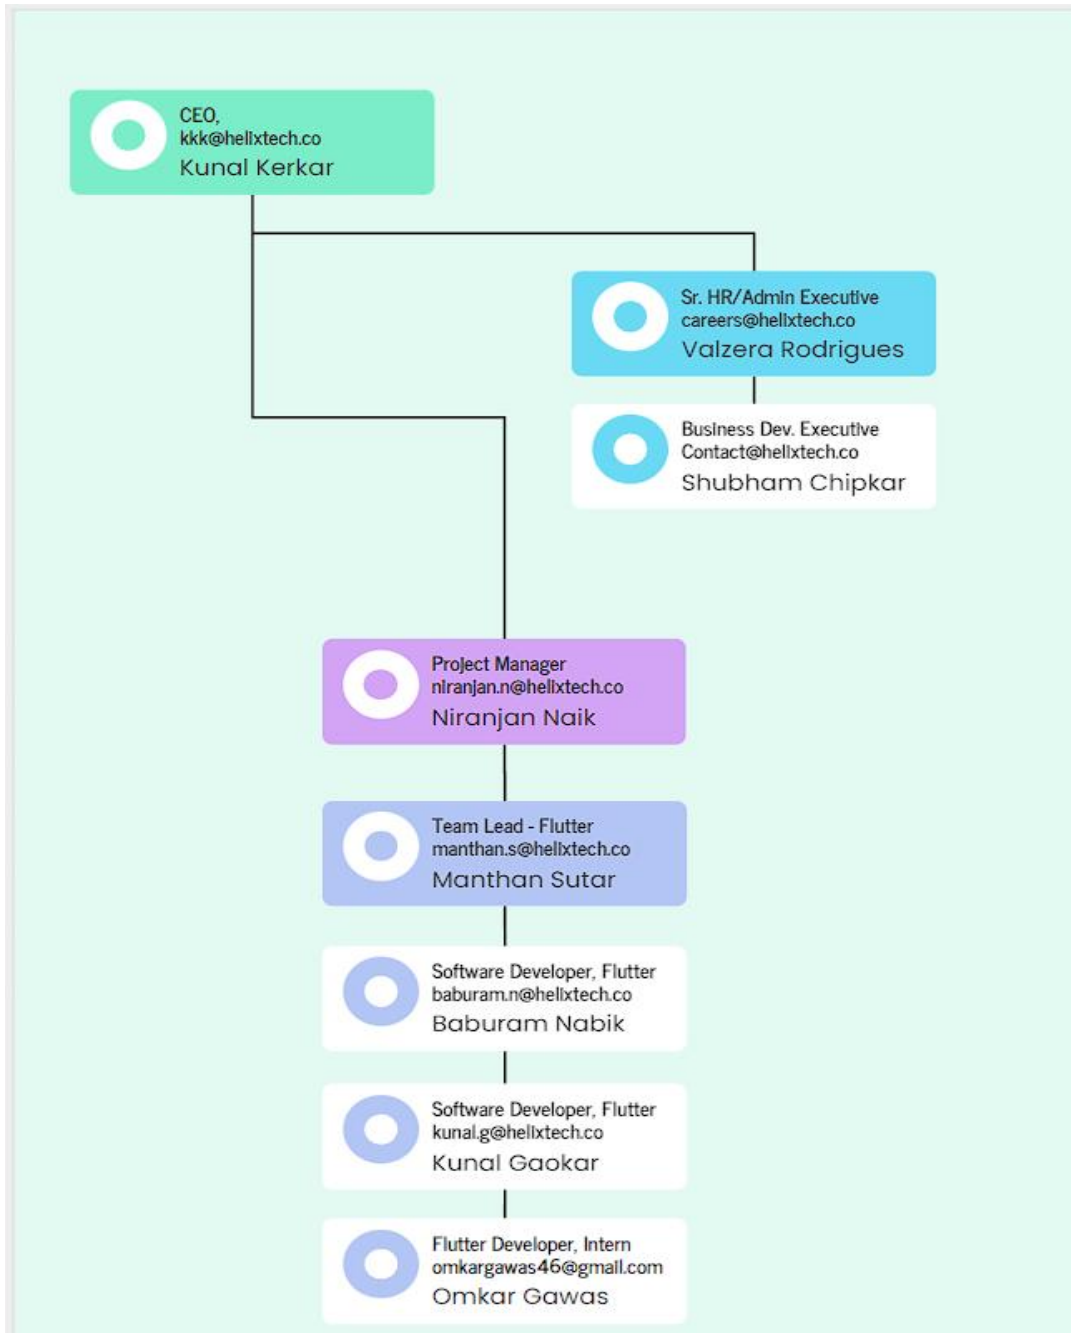 CEO,
kkk@helixtech.co
Kunal Kerkar
Sr. HR/Admin Executive
careers@helixtech.co
Valzera Rodrigues
Business Dev. Executive
Contact@helixtech.co
Shubham Chipkar
Project Manager
niranjan.n@helixtech.co
Niranjan Naik
Team Lead - Flutter
manthan.s@helixtech.co
Manthan Sutar
Software Developer, Flutter
baburam.n@helixtech.co
Baburam Nabik
Software Developer, Flutter
kunal.g@helixtech.co
Kunal Gaokar
Flutter Developer, Intern
omkargawas46@gmail.com
Omkar Gawas